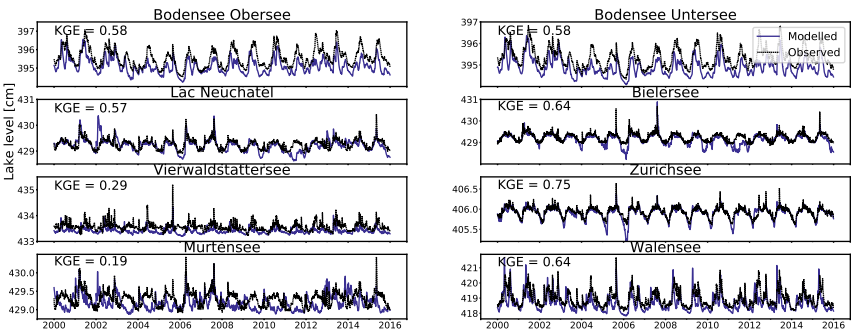 Bodensee Obersee
Bodensee Untersee
397
396
395
KGE = 0.58
397
396
395
KGE = 0.58
Modelled
Observed
Lake level [cm]
Lac Neuchatel
Bielersee
431
430
429
KGE = 0.57
431
430
429
KGE = 0.64
Vierwaldstattersee
Zurichsee
435
434
433
KGE = 0.29
406.5
406.0
405.5
KGE = 0.75
Murtensee
Walensee
430.0
429.5
429.0
KGE = 0.19
421
420
419
418
KGE = 0.64
2000 2002 2004 2006 2008 2010 2012 2014 2016
2000 2002 2004 2006 2008 2010 2012 2014 2016